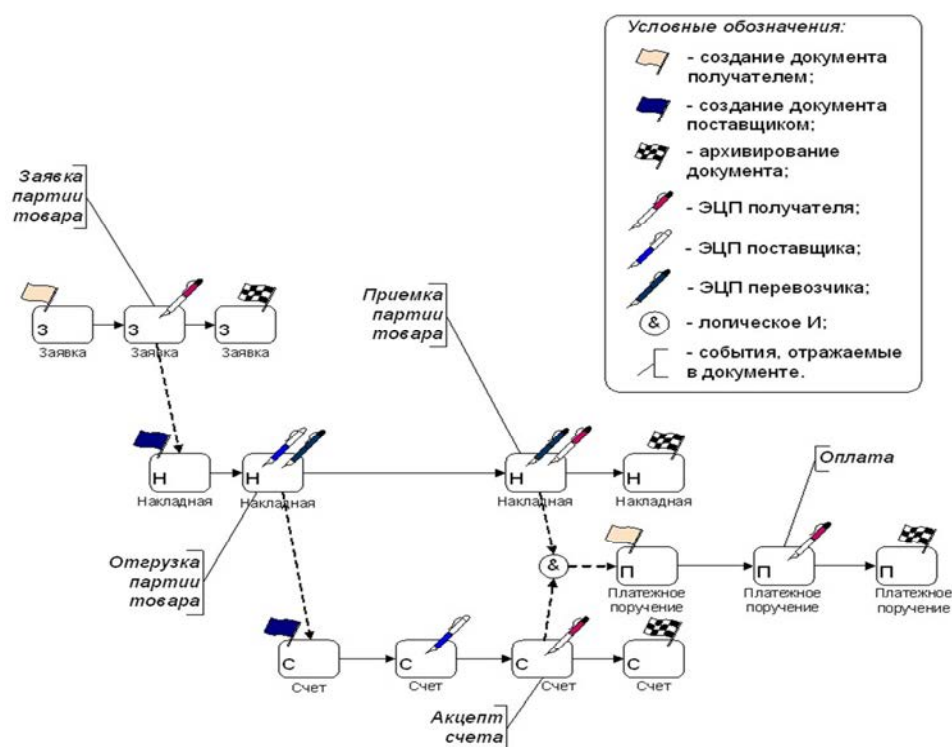 Условные обозначения:
- создание документа
получателем;
- создание документа
поставщиком;
- архивирование
документа;
- ЭЦП получателя;
- ЭЦП поставщика;
- ЭЦП перевозчика;
&
- логическое И;
- события, отражаемые
в документе.
Заявка
партии
товара
З
Заявка
З
Заявка
З
Заявка
Приемка
партии
товара
Н
Накладная
Н
Накладная
Н
Накладная
Н
Накладная
Оплата
Отгрузка
партии
товара
&
П
Платежное
поручение
П
Платежное
поручение
П
Платежное
поручение
С
Счет
С
Счет
С
Счет
С
Счет
Акцепт
счета